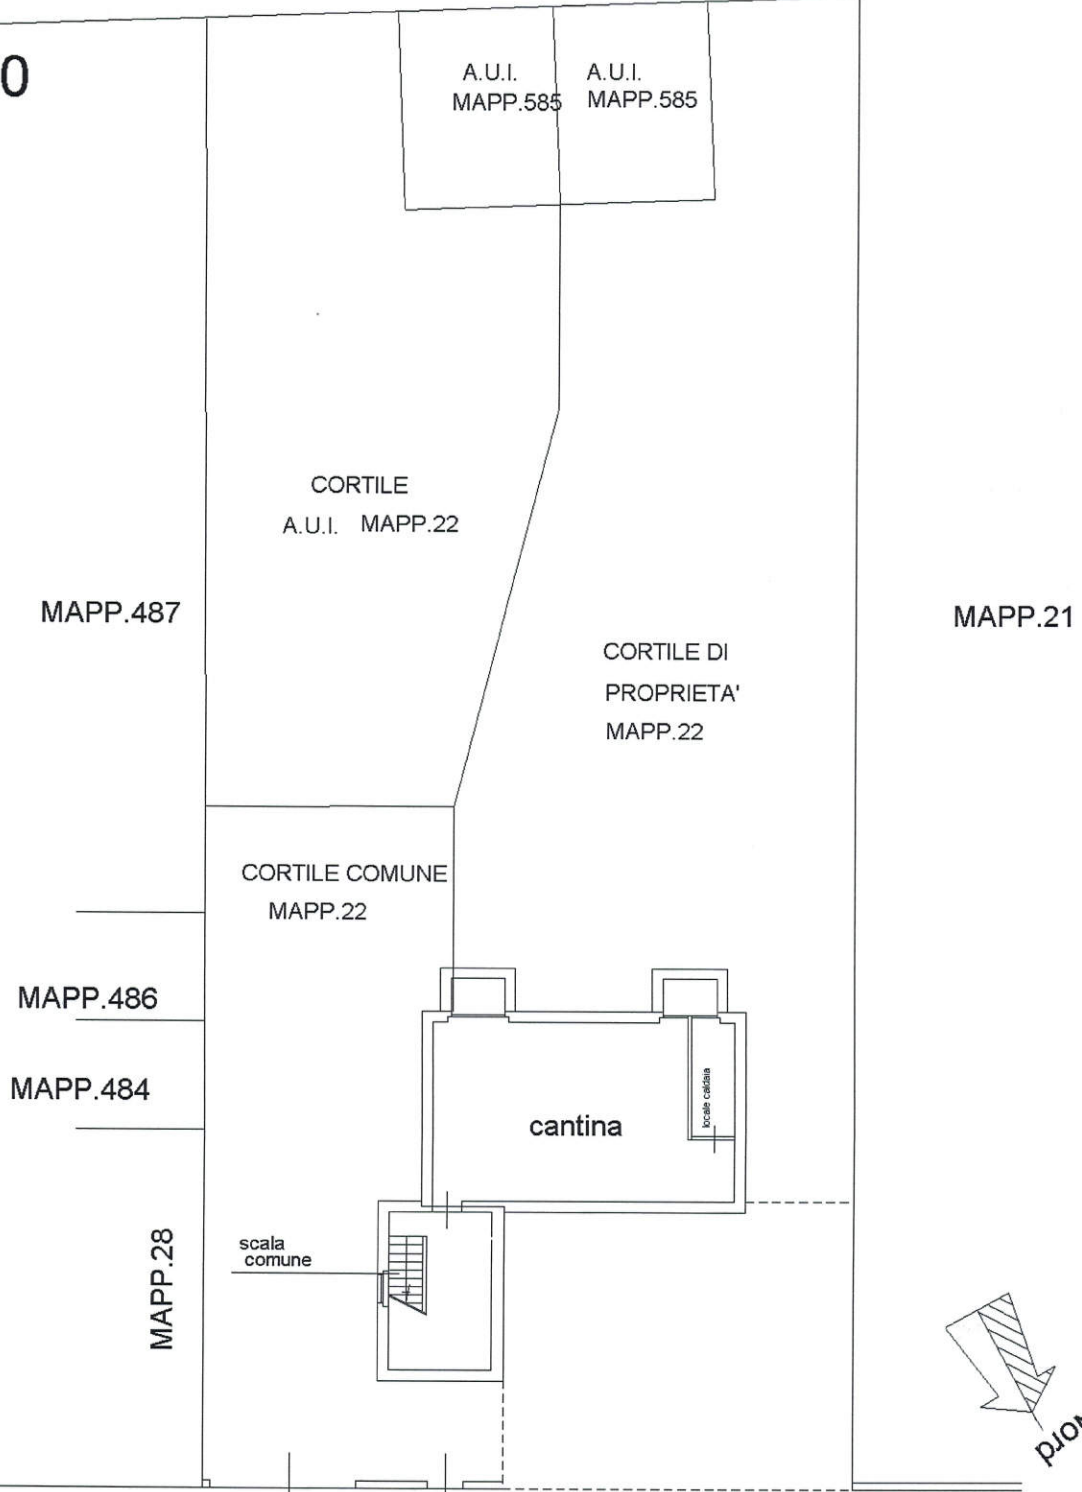 0
A.U.I.
MAPP.585
A.U.I.
MAPP.585
CORTILE
A.U.I. MAPP.22
MAPP.487
MAPP.21
CORTILE DI
PROPRIETA'
MAPP.22
CORTILE COMUNE
MAPP.22
MAPP.486
MAPP.484
locale caldaia
cantina
MAPP.28
scala
comune
Nord